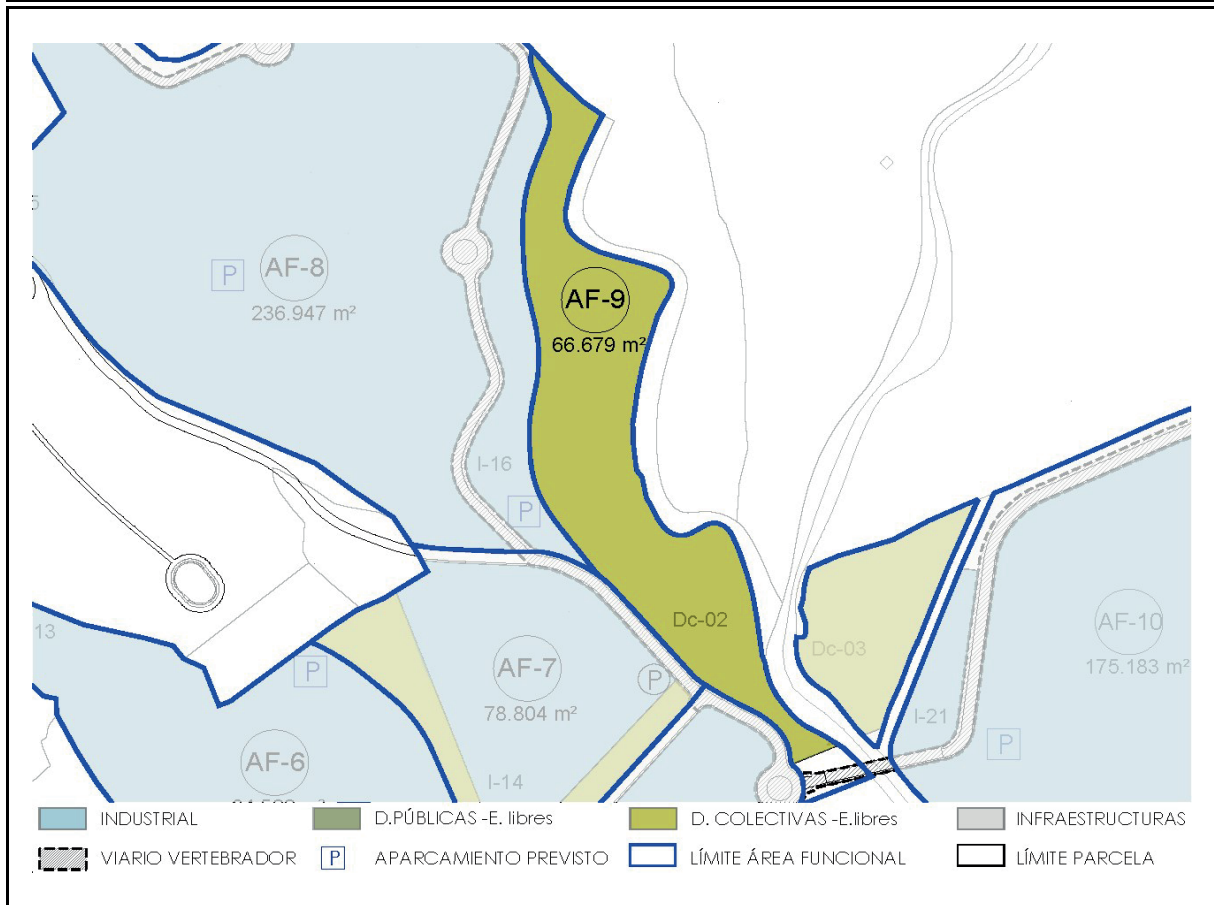 AF-8
P
236.947 m²
AF-9
66.679 m²
I-16
P
Dc-02
Dc-03
AF-10
175.183 m²
13
P
AF-7
P
78.804 m²
I-21
P
AF-6
I-14
INDUSTRIAL
D.PÚBLICAS -E. libres
D. COLECTIVAS -E.libres
INFRAESTRUCTURAS
VIARIO VERTEBRADOR
P APARCAMIENTO PREVISTO
LÍMITE ÁREA FUNCIONAL
LÍMITE PARCELA